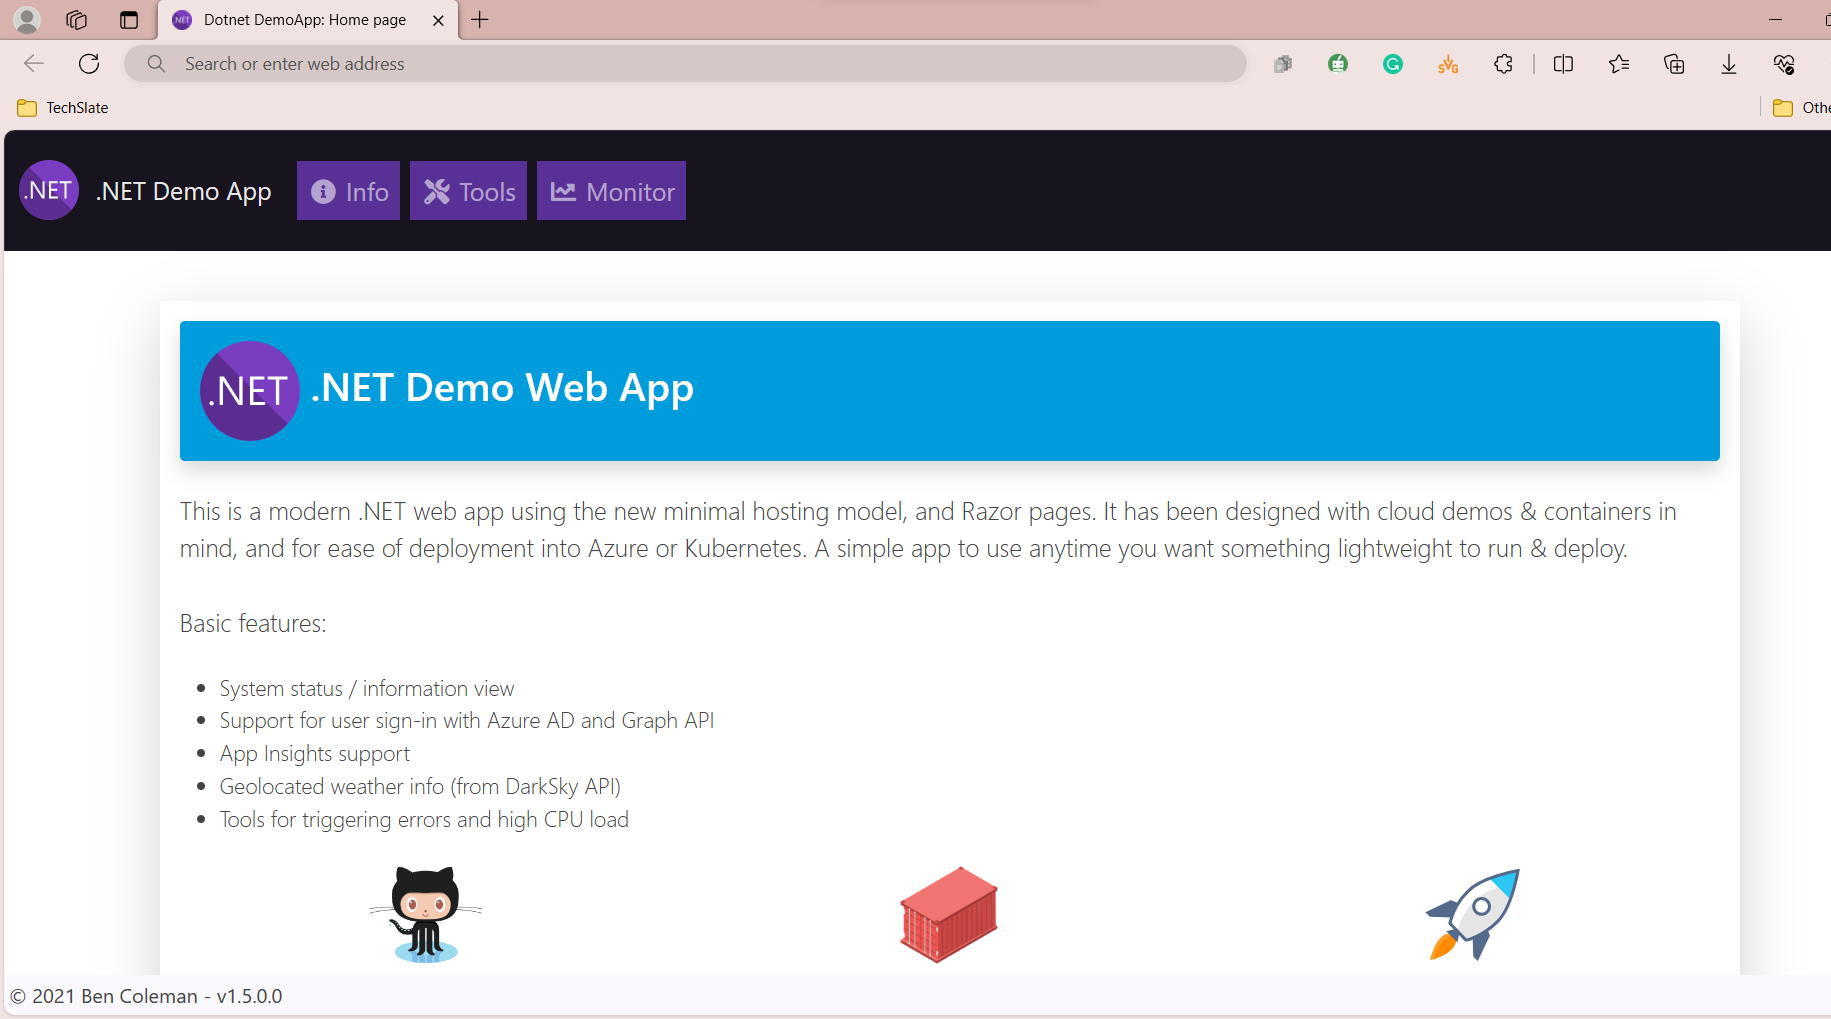 Dotnet DemoApp: Home page
Search or enter web address
SVG
TechSlate
Othe
.NET .NET Demo App Info Tools Monitor
.NET .NET Demo Web App
This is a modern .NET web app using the new minimal hosting model, and Razor pages. It has been designed with cloud demos & containers in
mind, and for ease of deployment into Azure or Kubernetes. A simple app to use anytime you want something lightweight to run & deploy.
Basic features:
System status / information view
Support for user sign-in with Azure AD and Graph API
App Insights support
Geolocated weather info (from DarkSky API)
Tools for triggering errors and high CPU load
© 2021 Ben Coleman - v1.5.0.0